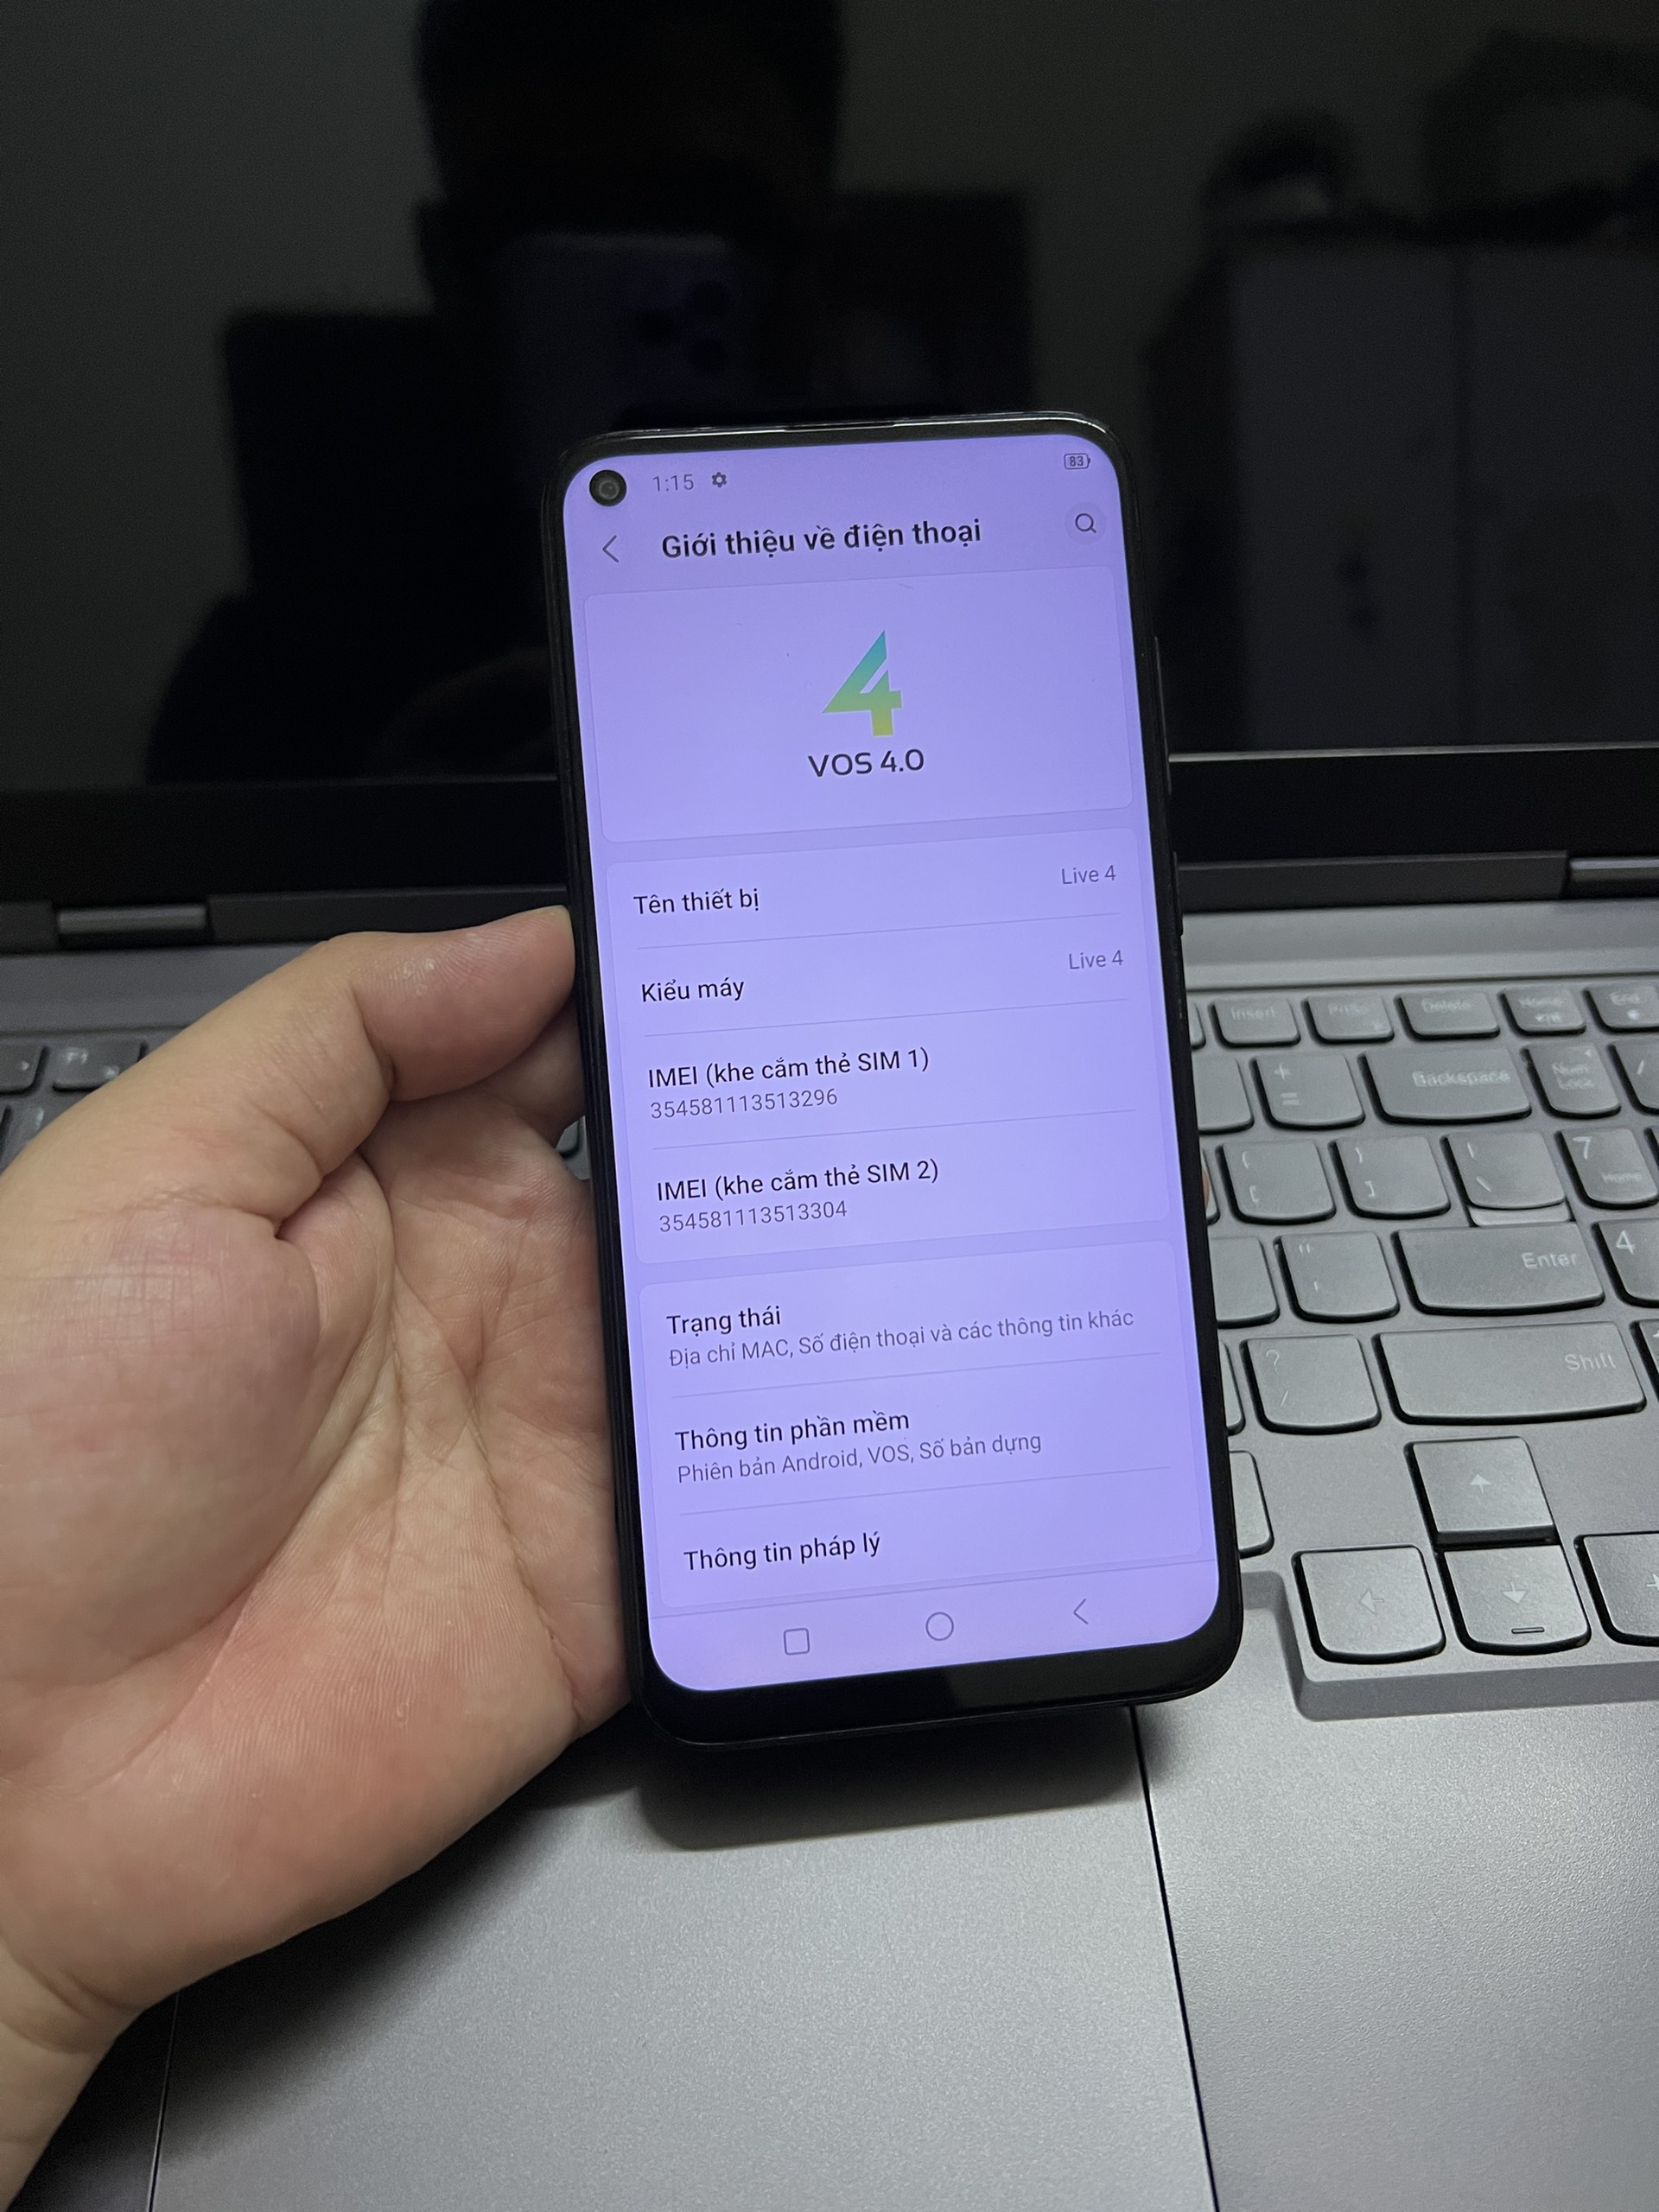 1:15
83
Giới thiệu về điện thoại
4
VOS 4.0
Tên thiết bị
Live 4
Kiểu máy
Live 4
IMEI (khe cắm thẻ SIM 1)
354581113513296
IMEI (khe cắm thẻ SIM 2)
354581113513304
Trạng thái
Địa chỉ MAC, Số điện thoại và các thông tin khác
Thông tin phần mềm
Phiên bản Android, VOS, Số bản dựng
Thông tin pháp lý
F1
Insert
PrtSc
Delete
Home
End
+
=
Backspace
Num
Lock
/
{
[
}
]
|
\
7
Home
"
'
Enter
4
?
/
Shift